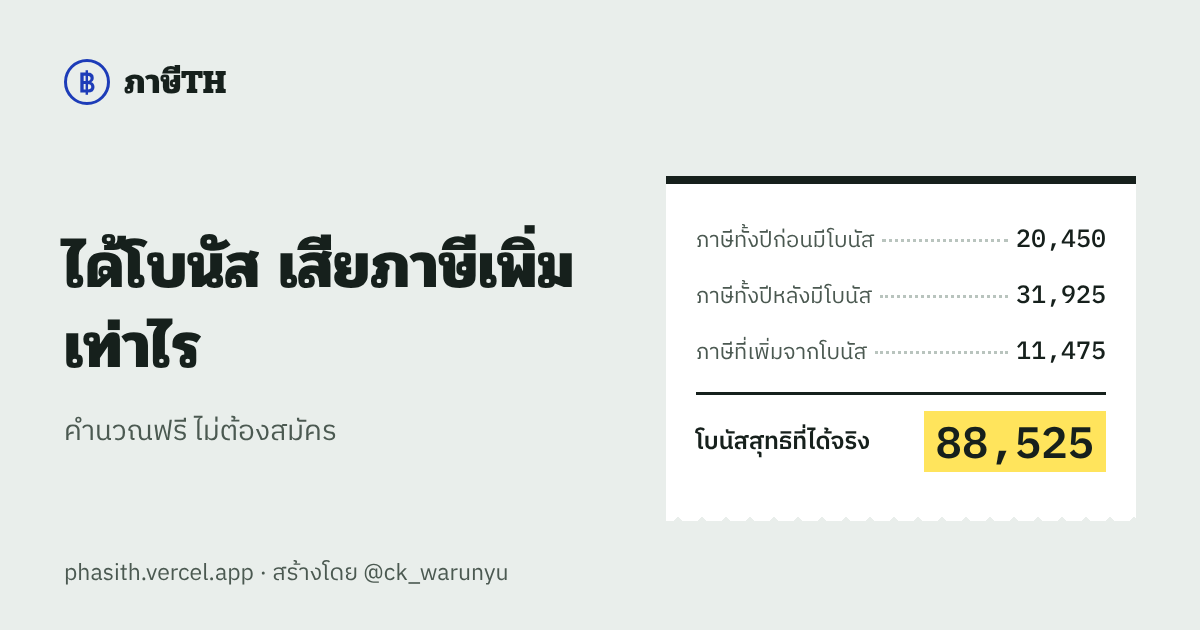 ฿ ภาษีTH
ได้โบนัส เสียภาษีเพิ่ม
เท่าไร
คำนวณฟรี ไม่ต้องสมัคร
ภาษีทั้งปีก่อนมีโบนัส 20,450
ภาษีทั้งปีหลังมีโบนัส 31,925
ภาษีที่เพิ่มจากโบนัส 11,475
โบนัสสุทธิที่ได้จริง 88,525
phasith.vercel.app · สร้างโดย @ck_warunyu